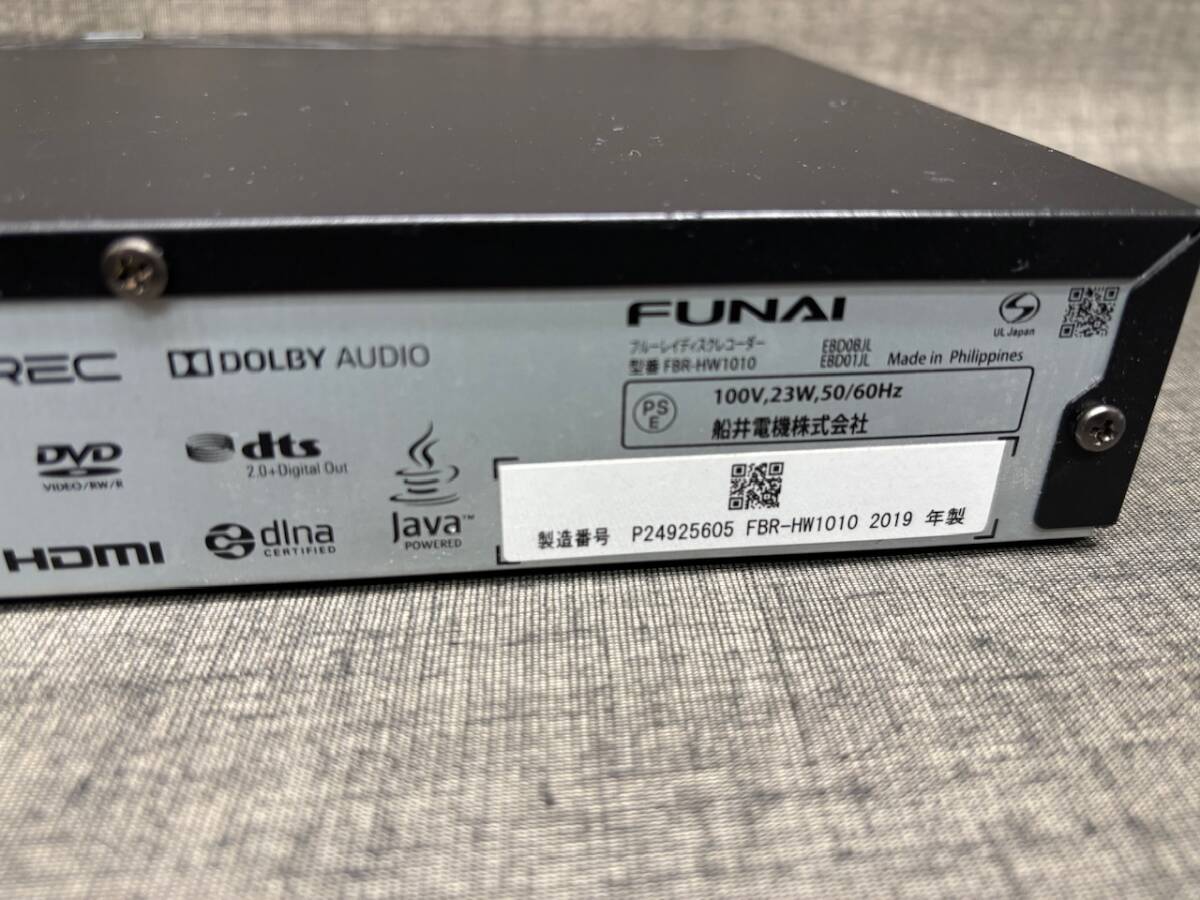 FUNAI
ブルーレイディスクレコーダー
型番 FBR-HW1010
EBD0BJL
EBD01JL
Made in Philippines
UL Japan
REC
DOLBY AUDIO
PS
E
100V,23W,50/60Hz
船井電機株式会社
DVD
VIDEO/RW/R
dts
2.0+Digital Out
Java™
POWERED
HDMI
dlna
CERTIFIED
製造番号 P24925605 FBR-HW1010 2019 年製